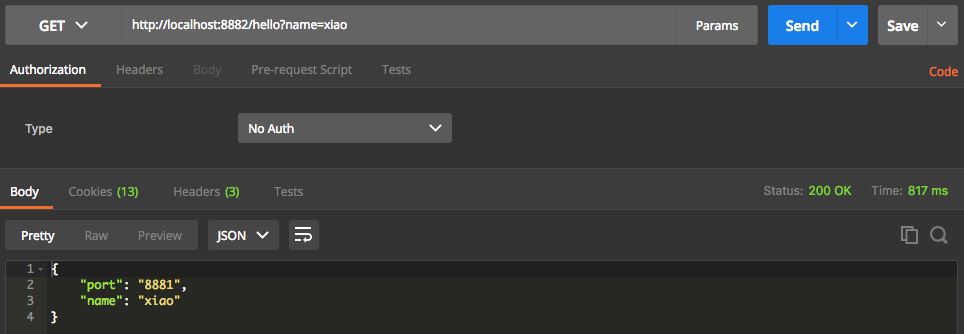 GET http://localhost:8882/hello?name=xiao Params Send Save
Authorization Headers Body Pre-request Script Tests Code
Type No Auth
Body Cookies (13) Headers (3) Tests Status: 200 OK Time: 817 ms
Pretty Raw Preview JSON
1 {
2 "port": "8881",
3 "name": "xiao"
4 }